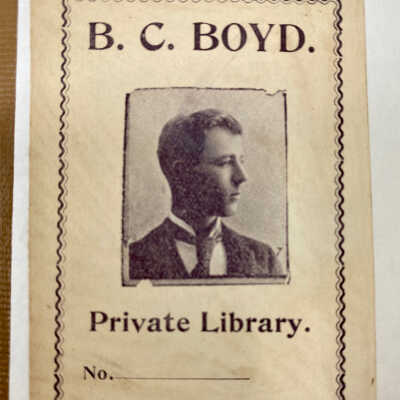 B. C. BOYD.
Private Library.
No.